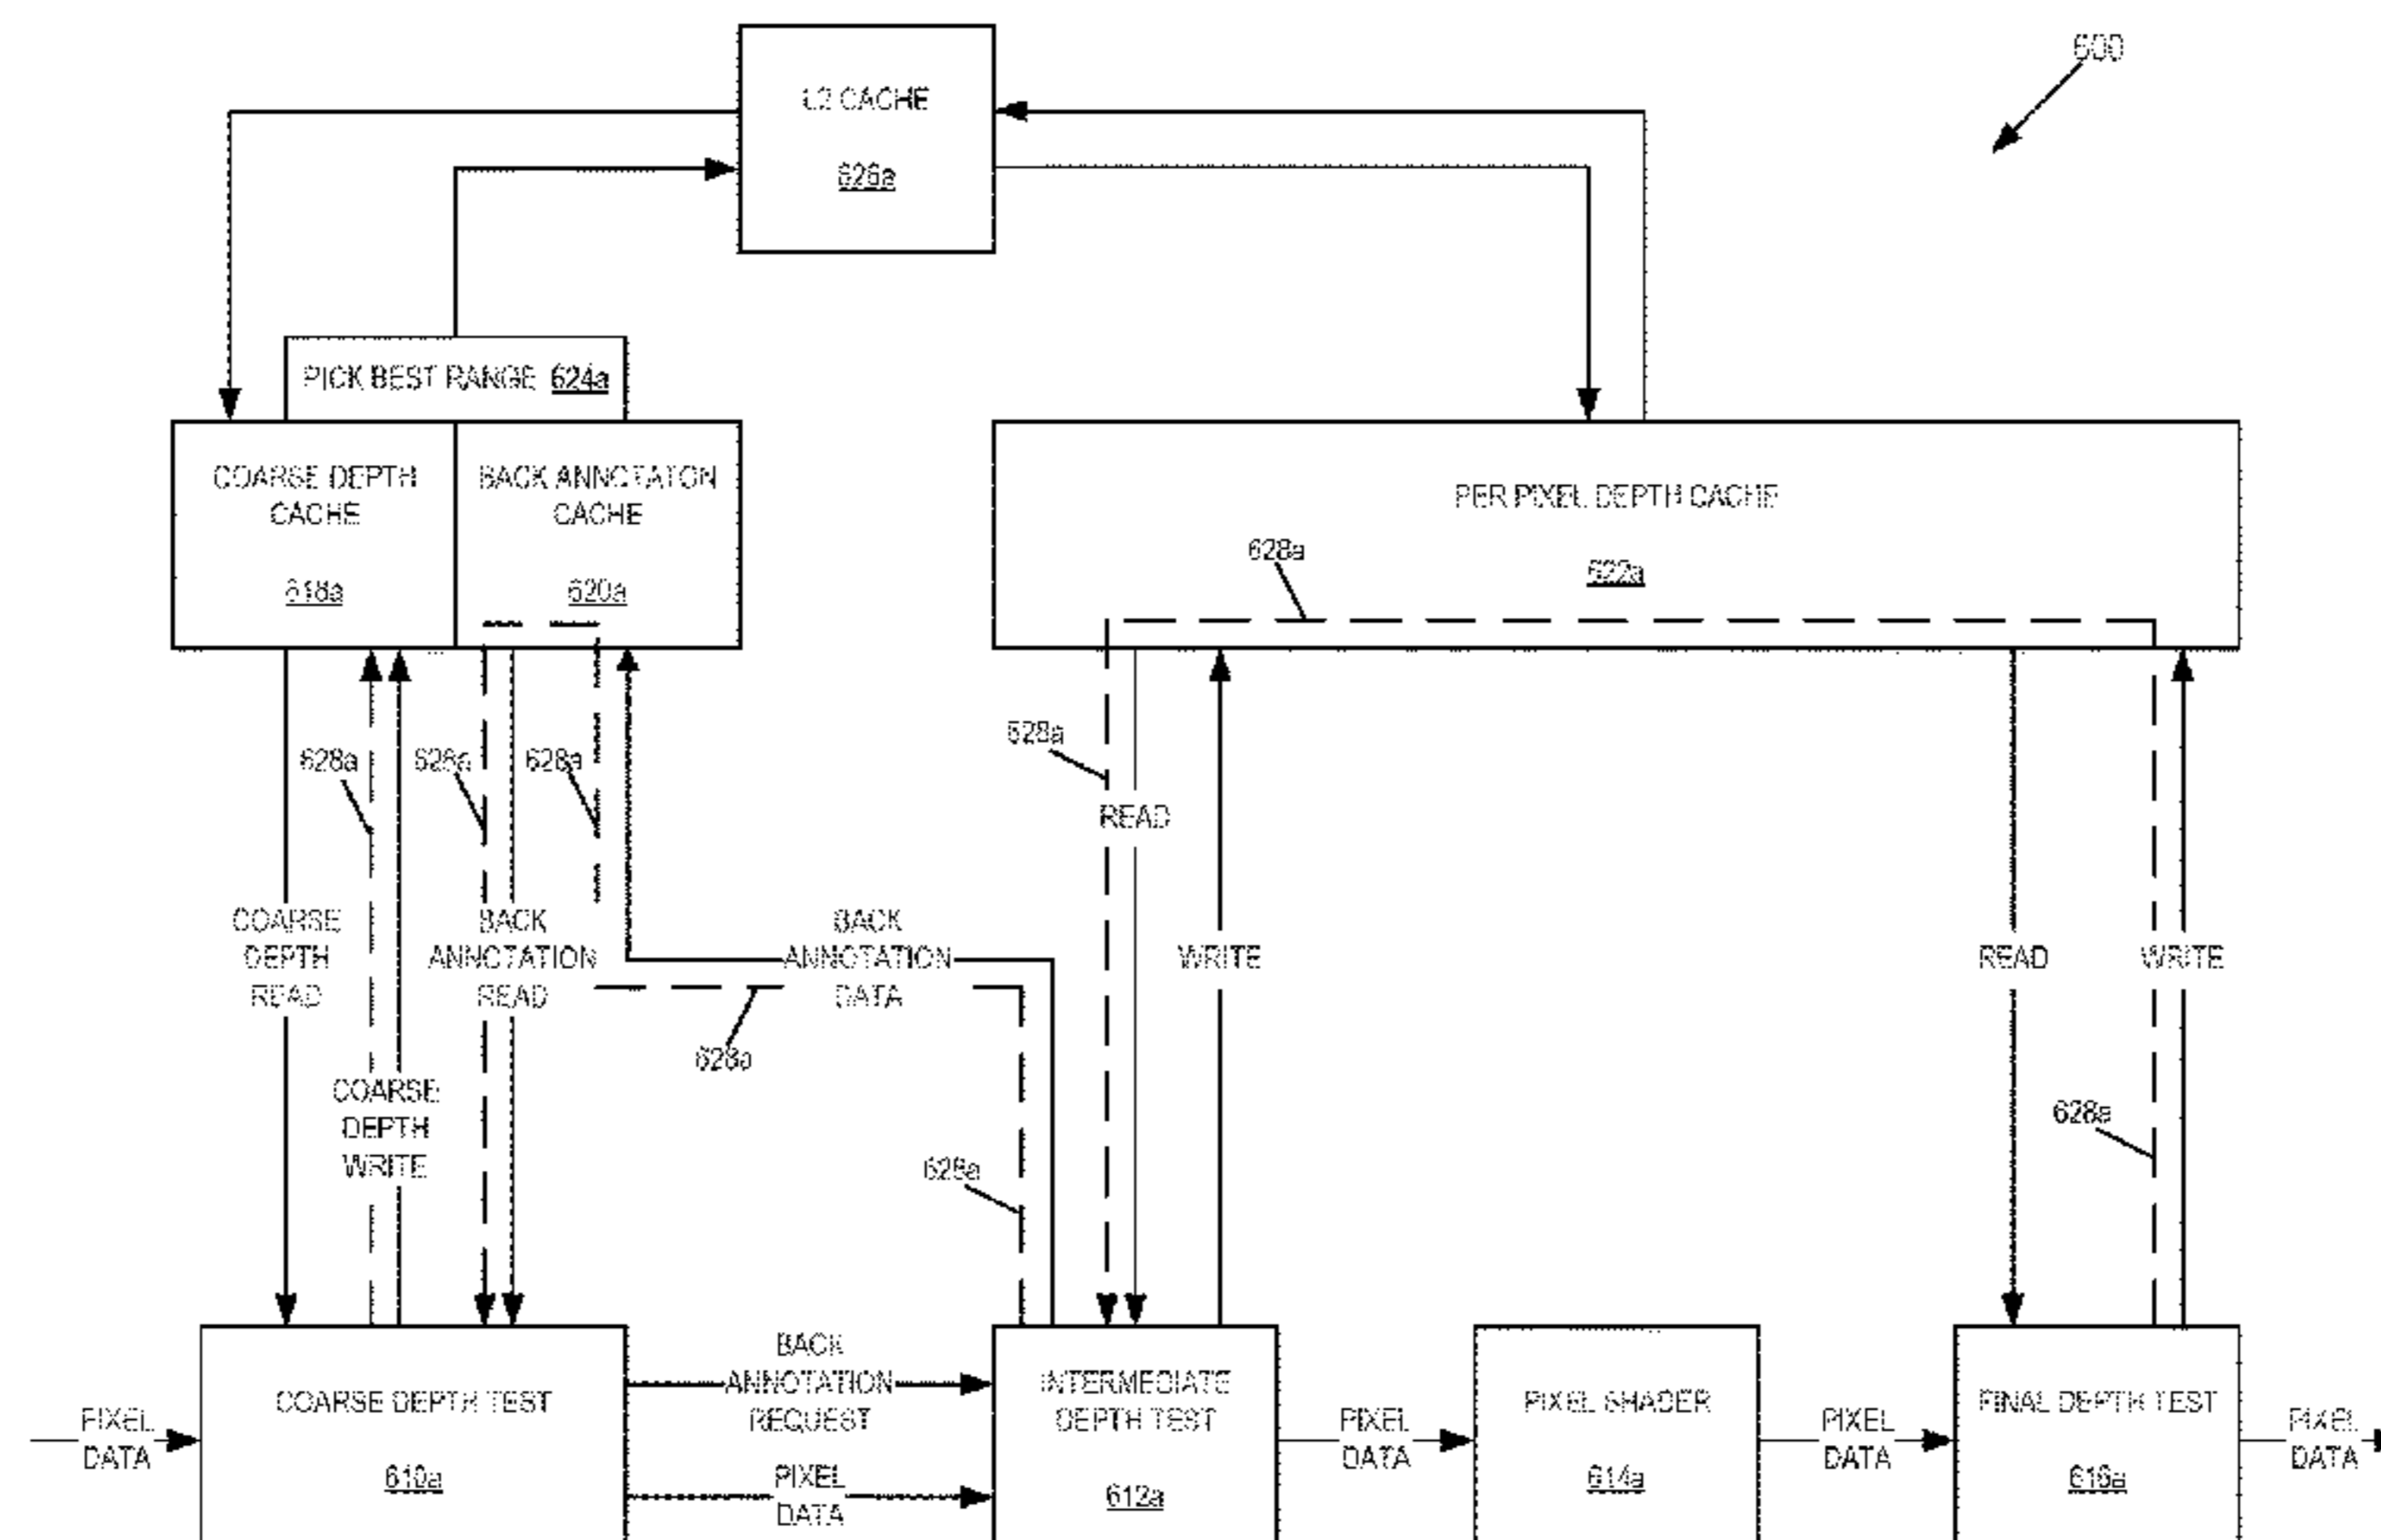 600
L2 CACHE
626a
PICK BEST RANGE 624a
COARSE DEPTH
CACHE
618a
BACK ANNOTATON
CACHE
620a
PER PIXEL DEPTH CACHE
622a
628a
628a
628a
628a
628a
READ
COARSE
DEPTH
READ
BACK
ANNOTATION
READ
BACK
ANNOTATION
DATA
WRITE
READ
WRITE
628a
COARSE
DEPTH
WRITE
628a
628a
BACK
ANNOTATION
REQUEST
PIXEL
DATA
COARSE DEPTH TEST
610a
PIXEL
DATA
INTERMEDIATE
DEPTH TEST
612a
PIXEL
DATA
PIXEL SHADER
614a
PIXEL
DATA
FINAL DEPTH TEST
616a
PIXEL
DATA